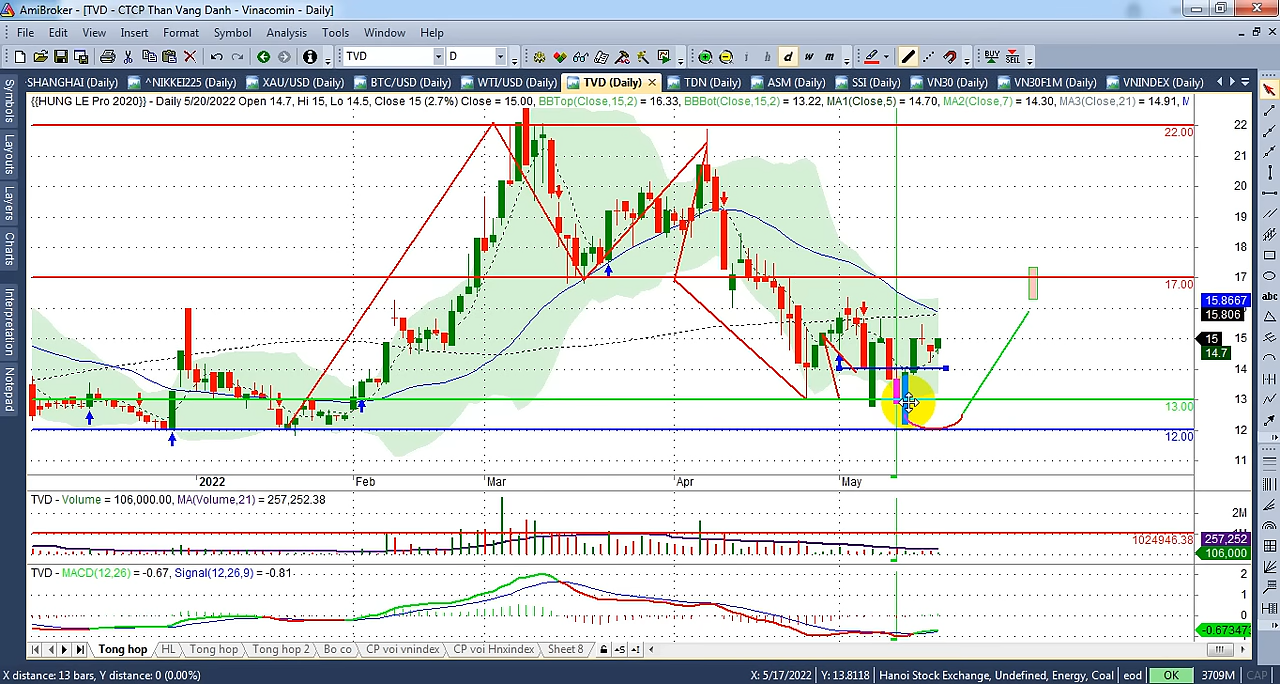 AmiBroker - [TVD - CTCP Than Vang Danh - Vinacomin - Daily]
File Edit View Insert Format Symbol Analysis Tools Window Help
TVD D i h d w m BUY SELL
SHANGHAI (Daily) ^NIKKEI225 (Daily) XAU/USD (Daily) BTC/USD (Daily) WTI/USD (Daily) TVD (Daily) TDN (Daily) ASM (Daily) SSI (Daily) VN30 (Daily) VN30F1M (Daily) VNINDEX (Daily)
Symbols
Layouts
Layers
Charts
Interpretation
Notepad
{{HUNG LE Pro 2020}} - Daily 5/20/2022 Open 14.7, Hi 15, Lo 14.5, Close 15 (2.7%) Close = 15.00, BBTop(Close,15,2) = 16.33, BBBot(Close,15,2) = 13.22, MA1(Close,5) = 14.70, MA2(Close,7) = 14.30, MA3(Close,21) = 14.91, M
22.00
22
21
20
19
18
17
17.00
15.8667
15.806
15
15
14.7
14
13
13.00
12
12.00
11
2022 Feb Mar Apr May
abc
TVD - Volume = 106,000.00, MA(Volume,21) = 257,252.38
2M
1024946.38
257,252
106,000
TVD - MACD(12,26) = -0.67, Signal(12,26,9) = -0.81
2
1
0
-0.67347
Tong hop HL Tong hop Tong hop 2 Bo co CP voi vnindex CP voi Hnxindex Sheet 8
X distance: 13 bars, Y distance: 0 (0.00%) X: 5/17/2022 Y: 13.8118 Hanoi Stock Exchange, Undefined, Energy, Coal eod OK 3709M CAP